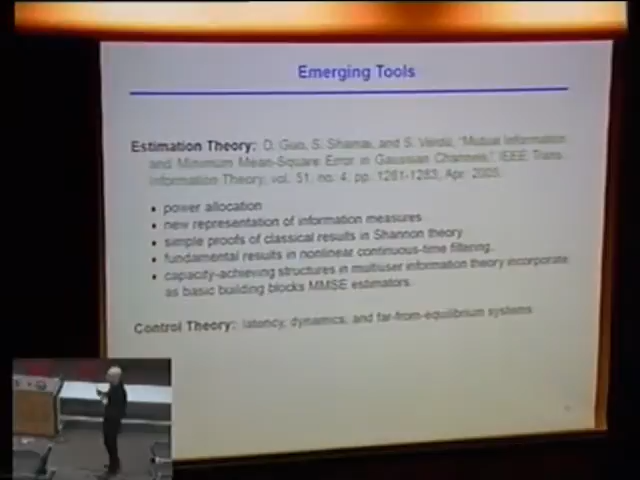 Emerging Tools
Estimation Theory: D. Guo, S. Shamai, and S. Verdú, "Mutual Information
and Minimum Mean-Square Error in Gaussian Channels," IEEE Trans.
Information Theory, vol. 51, no. 4, pp. 1261-1283, Apr. 2005.
• power allocation
• new representation of information measures
• simple proofs of classical results in Shannon theory
• fundamental results in nonlinear continuous-time filtering.
• capacity-achieving structures in multiuser information theory incorporate
as basic building blocks MMSE estimators.
Control Theory: latency, dynamics, and far-from-equilibrium systems